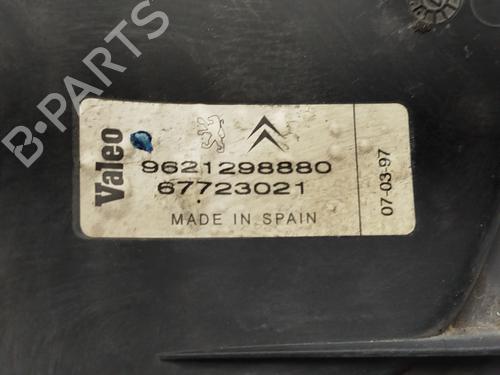 Valeo
9621298880
67723021
MADE IN SPAIN
07-03-97
B-PARTS